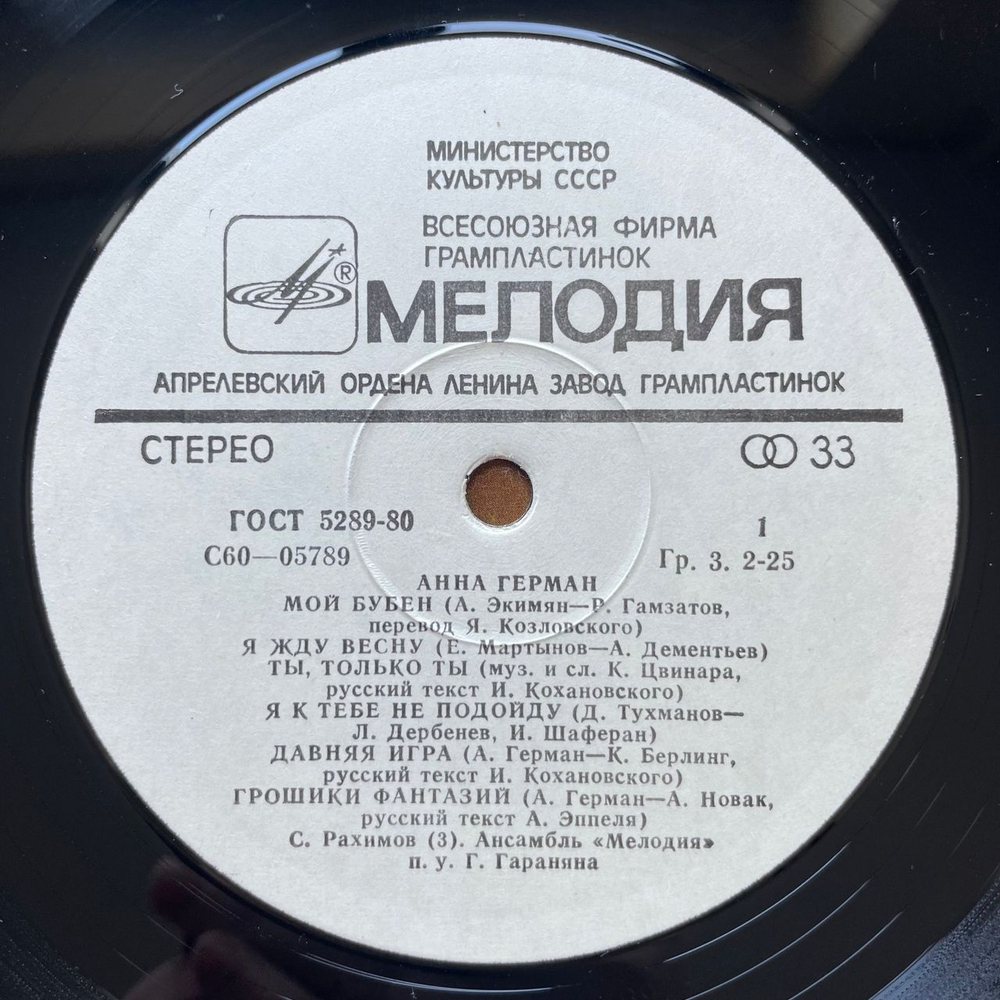 МИНИСТЕРСТВО
КУЛЬТУРЫ СССР
ВСЕСОЮЗНАЯ ФИРМА
ГРАМПЛАСТИНОК
®
МЕЛОДИЯ
АПРЕЛЕВСКИЙ ОРДЕНА ЛЕНИНА ЗАВОД ГРАМПЛАСТИНОК
СТЕРЕО 33
ГОСТ 5289-80 1
С60—05789 Гр. 3. 2-25
АННА ГЕРМАН
МОЙ БУБЕН (А. Экимян—Р. Гамзатов,
перевод Я. Козловского)
Я ЖДУ ВЕСНУ (Е. Мартынов—А. Дементьев)
ТЫ, ТОЛЬКО ТЫ (муз. и сл. К. Цвинара,
русский текст И. Кохановского)
Я К ТЕБЕ НЕ ПОДОЙДУ (Д. Тухманов—
Л. Дербенев, И. Шаферан)
ДАВНЯЯ ИГРА (А. Герман—К. Берлинг,
русский текст И. Кохановского)
ГРОШИКИ ФАНТАЗИЙ (А. Герман—А. Новак,
русский текст А. Эппеля)
С. Рахимов (3). Ансамбль «Мелодия»
п. у. Г. Гараняна